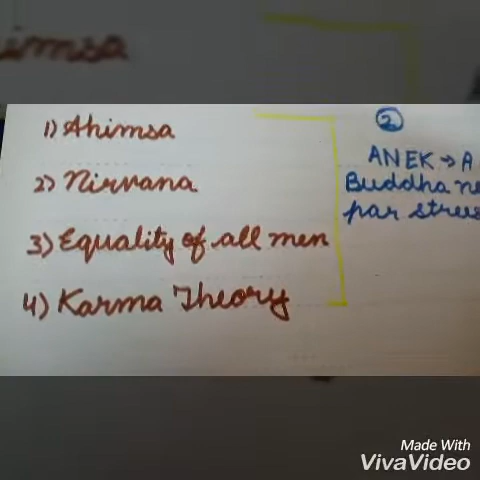 imsa
1) Ahimsa
2) Nirvana
3) Equality of all men
4) Karma Theory
2
ANEK → A
Buddha ne
par stress
Made With
VivaVideo